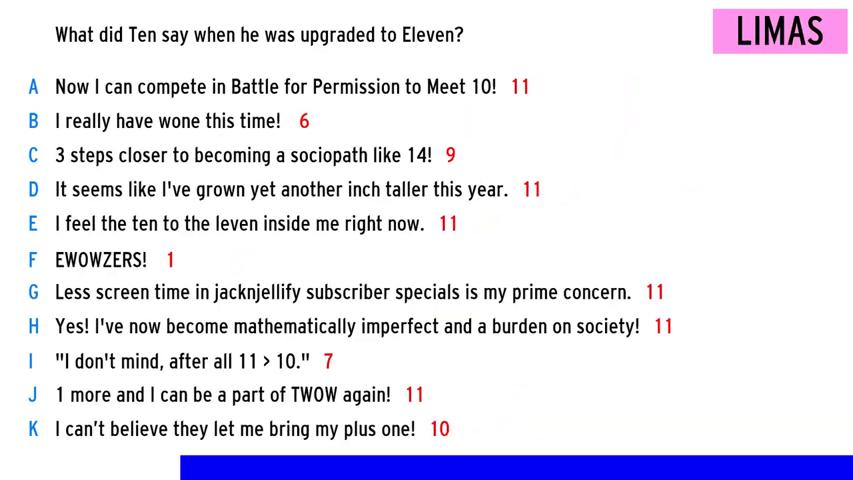 What did Ten say when he was upgraded to Eleven?
LIMAS
A Now I can compete in Battle for Permission to Meet 10! 11
B I really have wone this time! 6
C 3 steps closer to becoming a sociopath like 14! 9
D It seems like I've grown yet another inch taller this year. 11
E I feel the ten to the leven inside me right now. 11
F EWOWZERS! 1
G Less screen time in jacknjellify subscriber specials is my prime concern. 11
H Yes! I've now become mathematically imperfect and a burden on society! 11
I "I don't mind, after all 11 > 10." 7
J 1 more and I can be a part of TWOW again! 11
K I can't believe they let me bring my plus one! 10